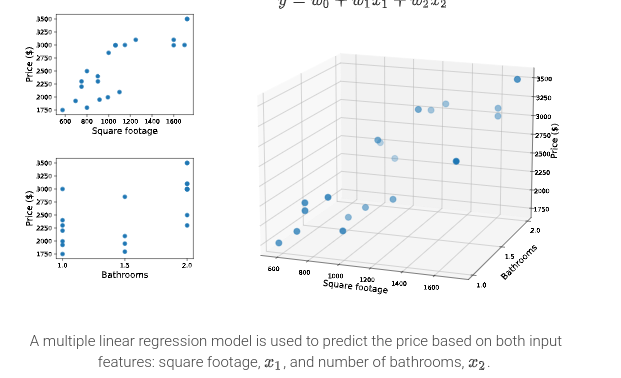 y = w0 + w1x1 + w2x2
3500
3250
3000
2750
2500
2250
2000
1750
Price ($)
600 800 1000 1200 1400 1600
Square footage
3500
3250
3000
2750
2500
2250
2000
1750
Price ($)
1.0 1.5 2.0
Bathrooms
3500
3250
3000
2750
2500
2250
2000
1750
Price ($)
600 800 1000 1200 1400 1600
Square footage
1.0 1.5 2.0
Bathrooms
A multiple linear regression model is used to predict the price based on both input
features: square footage, x1, and number of bathrooms, x2.